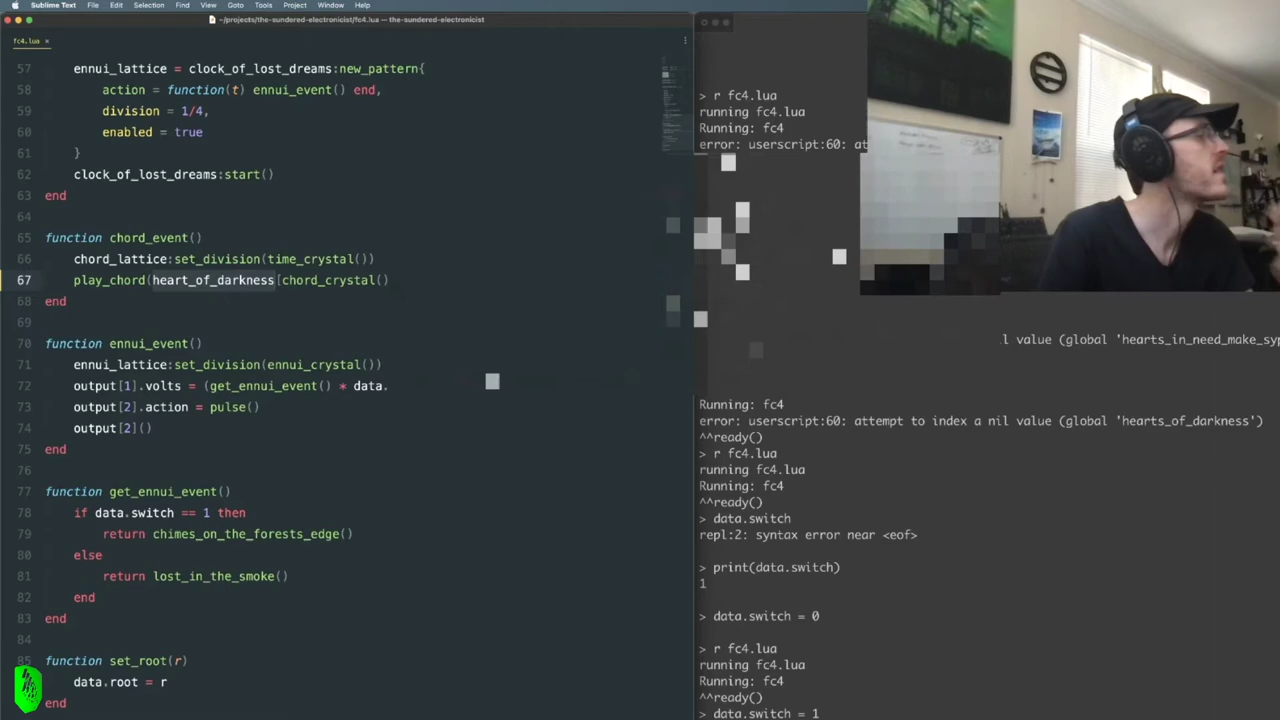 Sublime Text File Edit Selection Find View Goto Tools Project Window Help
~/projects/the-sundered-electronicist/fc4.lua — the-sundered-electronicist
fc4.lua ×
57 ennui_lattice = clock_of_lost_dreams:new_pattern{
58 action = function(t) ennui_event() end,
59 division = 1/4,
60 enabled = true
61 }
62 clock_of_lost_dreams:start()
63 end
64
65 function chord_event()
66 chord_lattice:set_division(time_crystal())
67 play_chord(heart_of_darkness[chord_crystal()
68 end
69
70 function ennui_event()
71 ennui_lattice:set_division(ennui_crystal())
72 output[1].volts = (get_ennui_event() * data.
73 output[2].action = pulse()
74 output[2]()
75 end
76
77 function get_ennui_event()
78 if data.switch == 1 then
79 return chimes_on_the_forests_edge()
80 else
81 return lost_in_the_smoke()
82 end
83 end
84
85 function set_root(r)
data.root = r
end
> r fc4.lua
running fc4.lua
Running: fc4
error: userscript:60: at
l value (global 'hearts_in_need_make_syp
Running: fc4
error: userscript:60: attempt to index a nil value (global 'hearts_of_darkness')
^^ready()
> r fc4.lua
running fc4.lua
Running: fc4
^^ready()
> data.switch
repl:2: syntax error near <eof>
> print(data.switch)
1
> data.switch = 0
> r fc4.lua
running fc4.lua
Running: fc4
^^ready()
> data.switch = 1